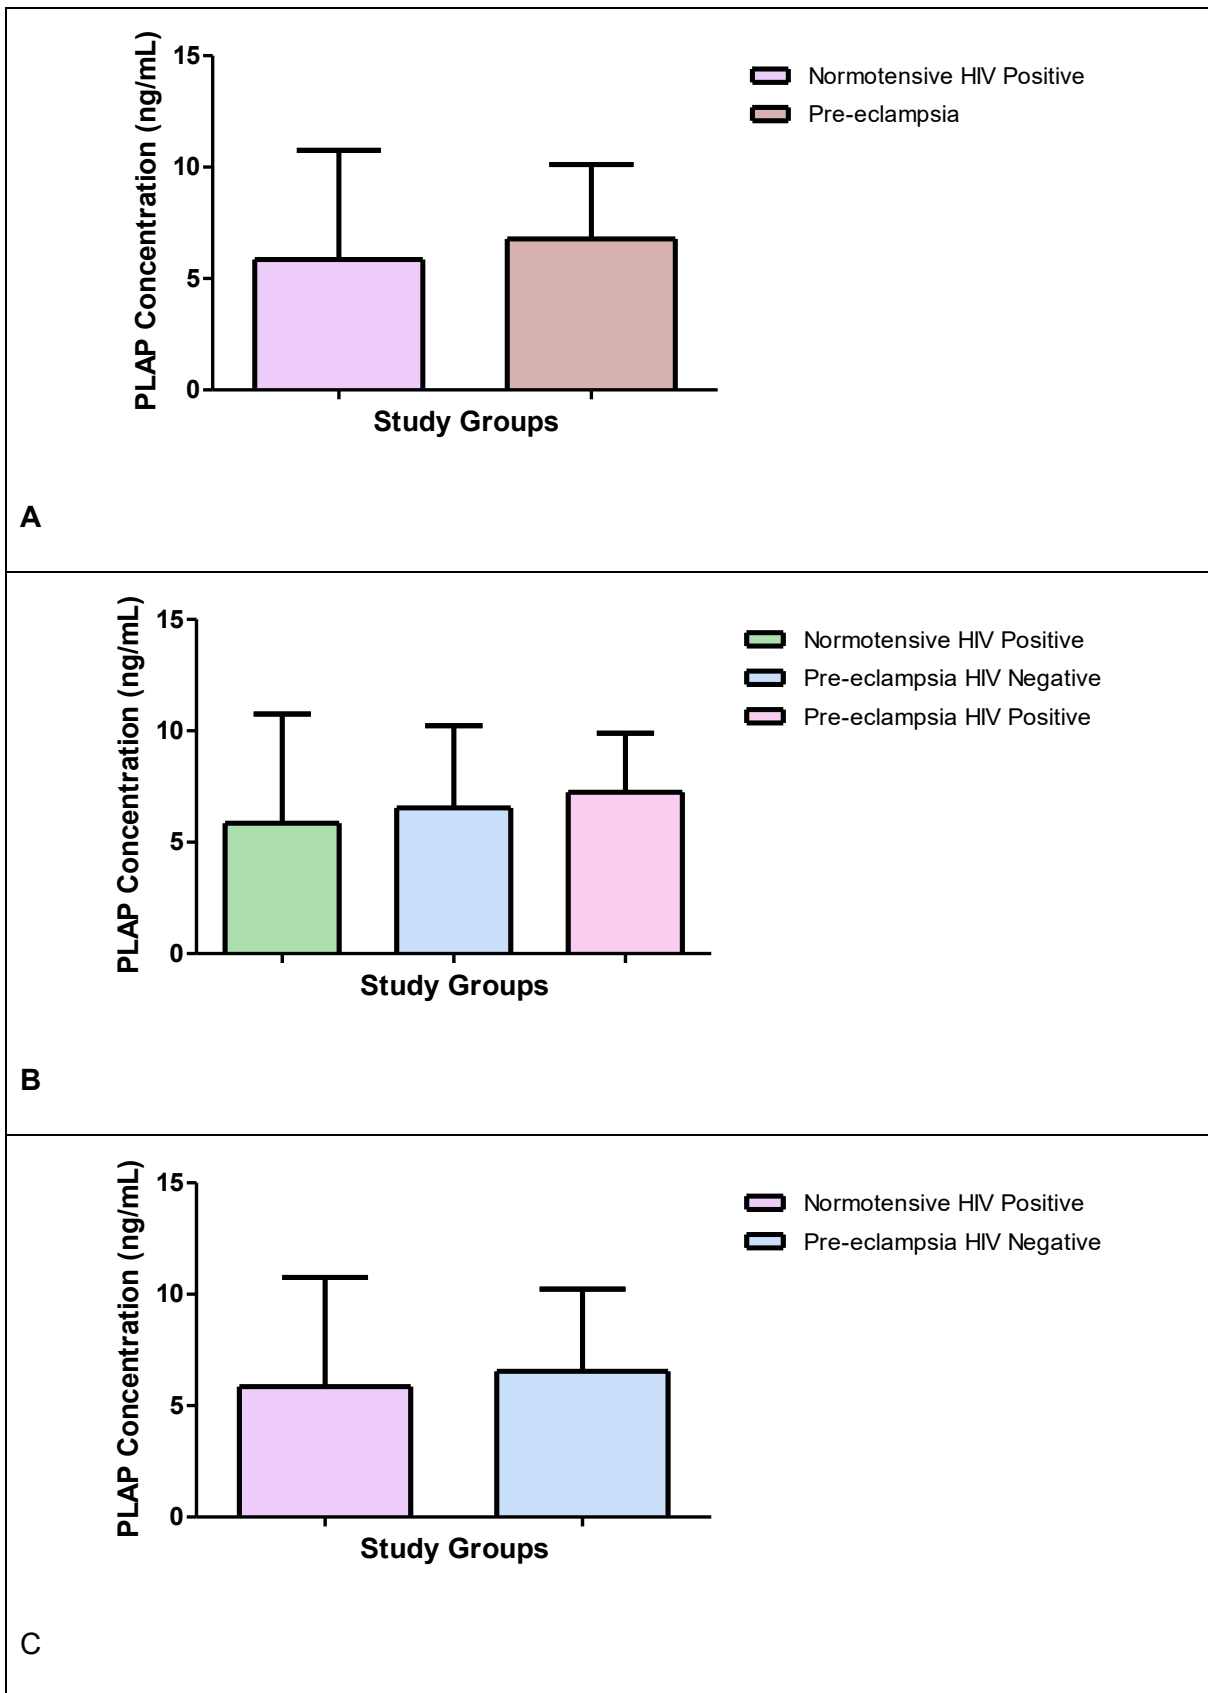 PLAP Concentration (ng/mL)
15
10
5
0
Study Groups
Normotensive HIV Positive
Pre-eclampsia
A
PLAP Concentration (ng/mL)
15
10
5
0
Study Groups
Normotensive HIV Positive
Pre-eclampsia HIV Negative
Pre-eclampsia HIV Positive
B
PLAP Concentration (ng/mL)
15
10
5
0
Study Groups
Normotensive HIV Positive
Pre-eclampsia HIV Negative
C